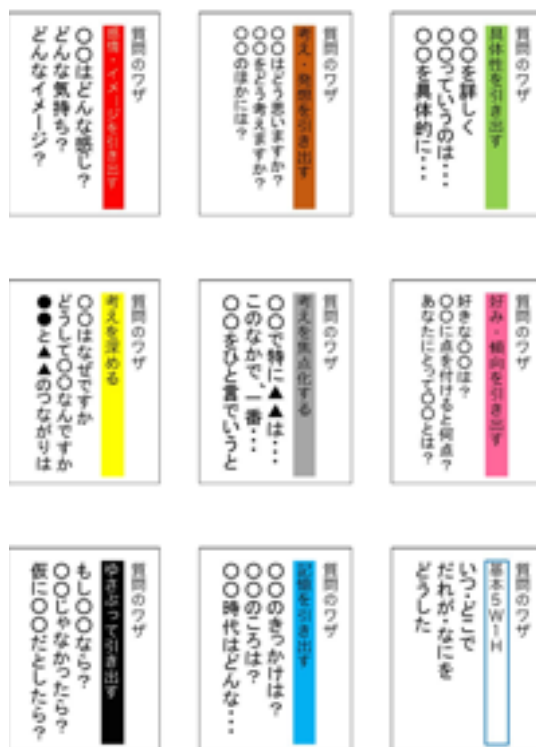 質問のワザ
具体性を引き出す
○○を詳しく
○○っていうのは・・・
○○を具体的に・・・
質問のワザ
考え・発想を引き出す
○○はどう思いますか？
○○をどう考えますか？
○○のほかには？
質問のワザ
感情・イメージを引き出す
○○はどんな感じ？
どんな気持ち？
どんなイメージ？
質問のワザ
好み・傾向を引き出す
好きな○○は？
○○に点を付けると何点？
あなたにとって○○とは？
質問のワザ
考えを焦点化する
○○で特に▲▲は・・・
このなかで、一番・・・
○○をひと言でいうと
質問のワザ
考えを深める
○○はなぜですか
どうして○○なんですか
●●と▲▲のつながりは
質問のワザ
基本５Ｗ１Ｈ
いつ・どこで
だれが・なにを
どうした
質問のワザ
記憶を引き出す
○○のきっかけは？
○○のころは？
○○時代はどんな・・・
質問のワザ
ゆさぶって引き出す
もし○○なら？
○○じゃなかったら？
仮に○○だとしたら？